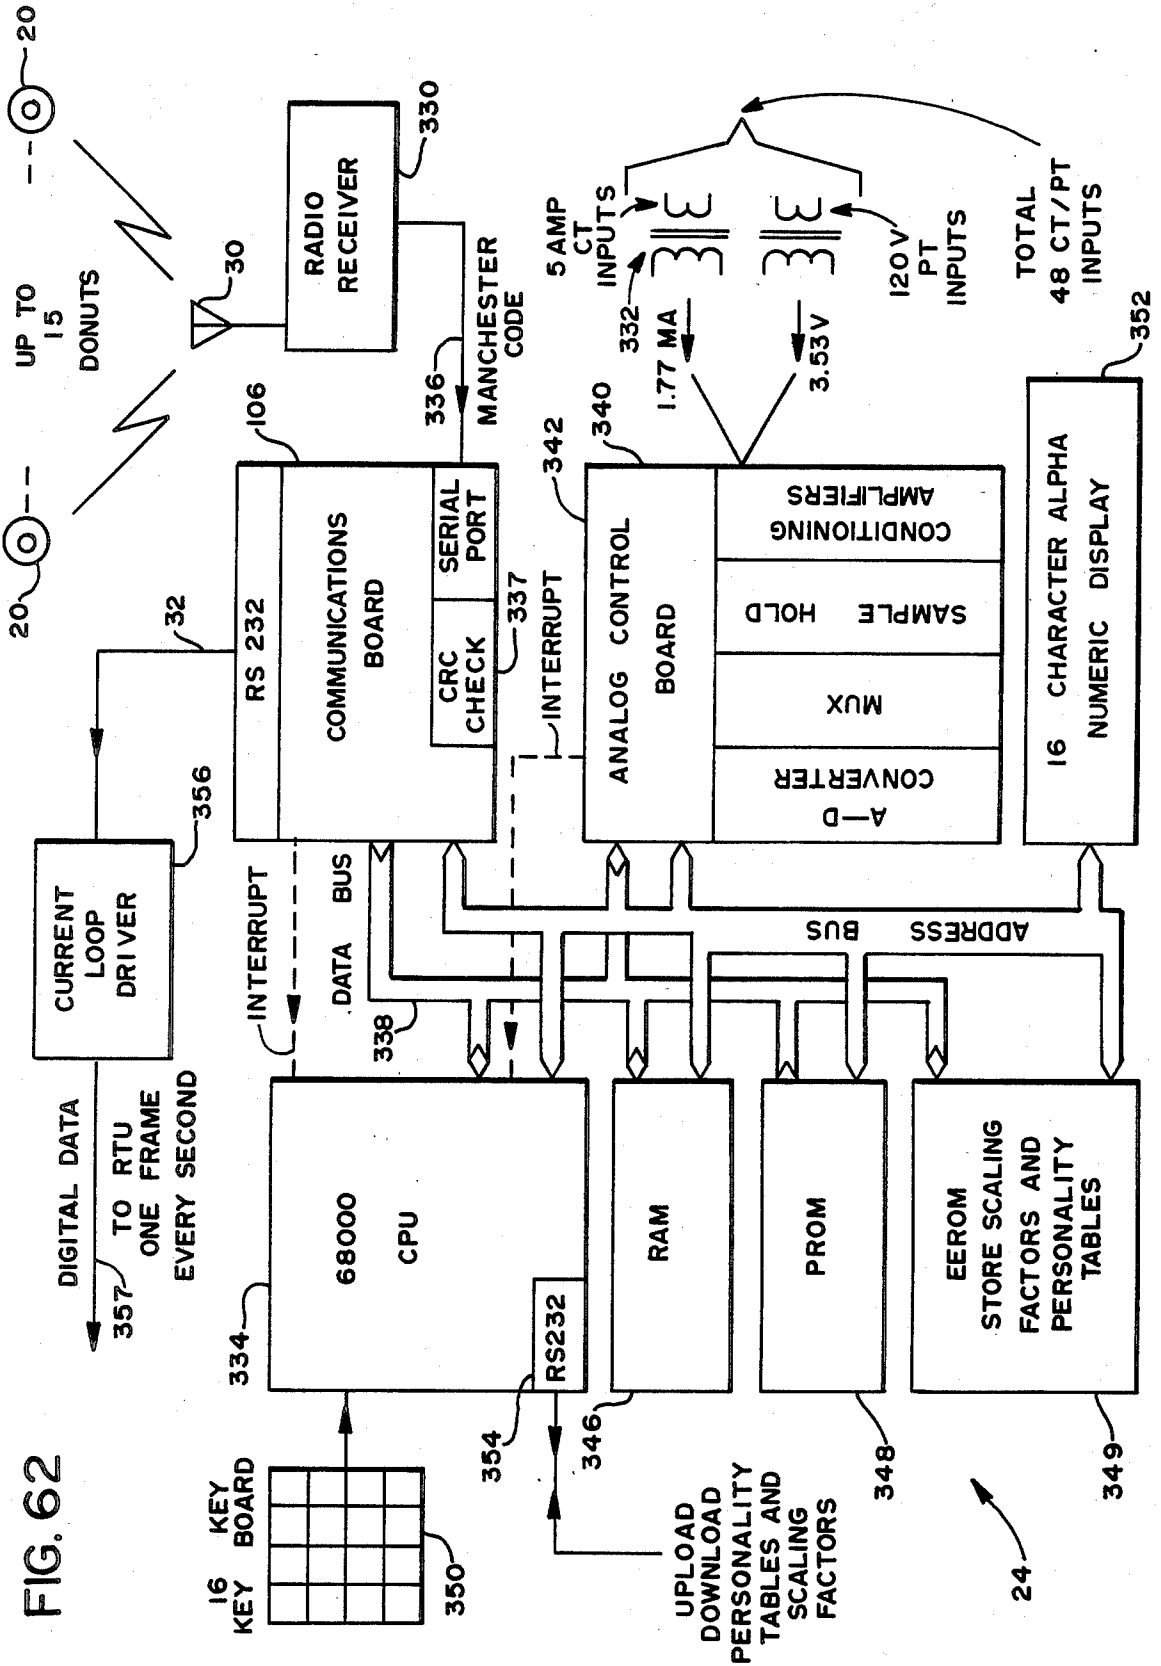 FIG. 62
16 KEY
KEY BOARD
350
334
68000
CPU
354
RS232
UPLOAD
DOWNLOAD
PERSONALITY
TABLES AND
SCALING
FACTORS
346
RAM
348
PROM
349
EEROM
STORE SCALING
FACTORS AND
PERSONALITY
TABLES
24
DIGITAL DATA
357
TO RTU
ONE FRAME
EVERY SECOND
CURRENT
LOOP
DRIVER
356
INTERRUPT
DATA BUS
338
ADDRESS BUS
32
RS 232
106
COMMUNICATIONS
BOARD
CRC
CHECK
SERIAL
PORT
337
INTERRUPT
342
340
ANALOG CONTROL
BOARD
A—D
CONVERTER
MUX
SAMPLE HOLD
CONDITIONING
AMPLIFIERS
16 CHARACTER ALPHA
NUMERIC DISPLAY
352
20
UP TO
15
DONUTS
20
30
RADIO
RECEIVER
330
336
MANCHESTER
CODE
1.77 MA
332
5 AMP
CT
INPUTS
3.53V
120V
PT
INPUTS
TOTAL
48 CT/PT
INPUTS